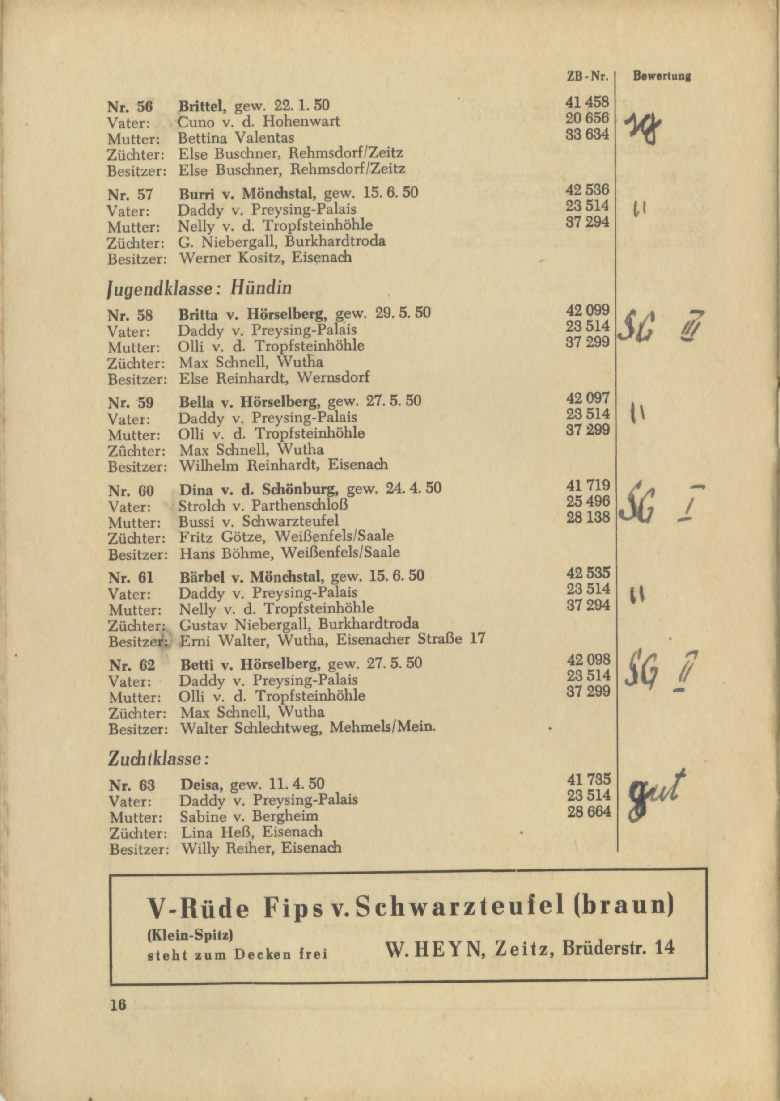 ZB-Nr. Bewertung
Nr. 56 Brittel, gew. 22. 1. 50 41 458
Vater: Cuno v. d. Hohenwart 20 656
Mutter: Bettina Valentas 33 634
Züchter: Else Buschner, Rehmsdorf/Zeitz
Besitzer: Else Buschner, Rehmsdorf/Zeitz
Nr. 57 Burri v. Mönchstal, gew. 15. 6. 50 42 536
Vater: Daddy v. Preysing-Palais 23 514 "
Mutter: Nelly v. d. Tropfsteinhöhle 37 294
Züchter: G. Niebergall, Burkhardtroda
Besitzer: Werner Kositz, Eisenach
Jugendklasse: Hündin
Nr. 58 Britta v. Hörselberg, gew. 29. 5. 50 42 099
Vater: Daddy v. Preysing-Palais 23 514 SG III
Mutter: Olli v. d. Tropfsteinhöhle 37 299
Züchter: Max Schnell, Wutha
Besitzer: Else Reinhardt, Wernsdorf
Nr. 59 Bella v. Hörselberg, gew. 27. 5. 50 42 097
Vater: Daddy v. Preysing-Palais 23 514 "
Mutter: Olli v. d. Tropfsteinhöhle 37 299
Züchter: Max Schnell, Wutha
Besitzer: Wilhelm Reinhardt, Eisenach
Nr. 60 Dina v. d. Schönburg, gew. 24. 4. 50 41 719
Vater: Strolch v. Parthenschloß 25 496 SG I
Mutter: Bussi v. Schwarzteufel 28 138
Züchter: Fritz Götze, Weißenfels/Saale
Besitzer: Hans Böhme, Weißenfels/Saale
Nr. 61 Bärbel v. Mönchstal, gew. 15. 6. 50 42 535
Vater: Daddy v. Preysing-Palais 23 514 "
Mutter: Nelly v. d. Tropfsteinhöhle 37 294
Züchter: Gustav Niebergall, Burkhardtroda
Besitzer: Erni Walter, Wutha, Eisenacher Straße 17
Nr. 62 Betti v. Hörselberg, gew. 27. 5. 50 42 098
Vater: Daddy v. Preysing-Palais 23 514 SG II
Mutter: Olli v. d. Tropfsteinhöhle 37 299
Züchter: Max Schnell, Wutha
Besitzer: Walter Schlechtweg, Mehmels/Mein.
Zuchtklasse:
Nr. 63 Deisa, gew. 11. 4. 50 41 735
Vater: Daddy v. Preysing-Palais 23 514 gut
Mutter: Sabine v. Bergheim 28 664
Züchter: Lina Heß, Eisenach
Besitzer: Willy Reiher, Eisenach
V-Rüde Fips v. Schwarzteufel (braun)
(Klein-Spitz)
steht zum Decken frei W. HEYN, Zeitz, Brüderstr. 14
16